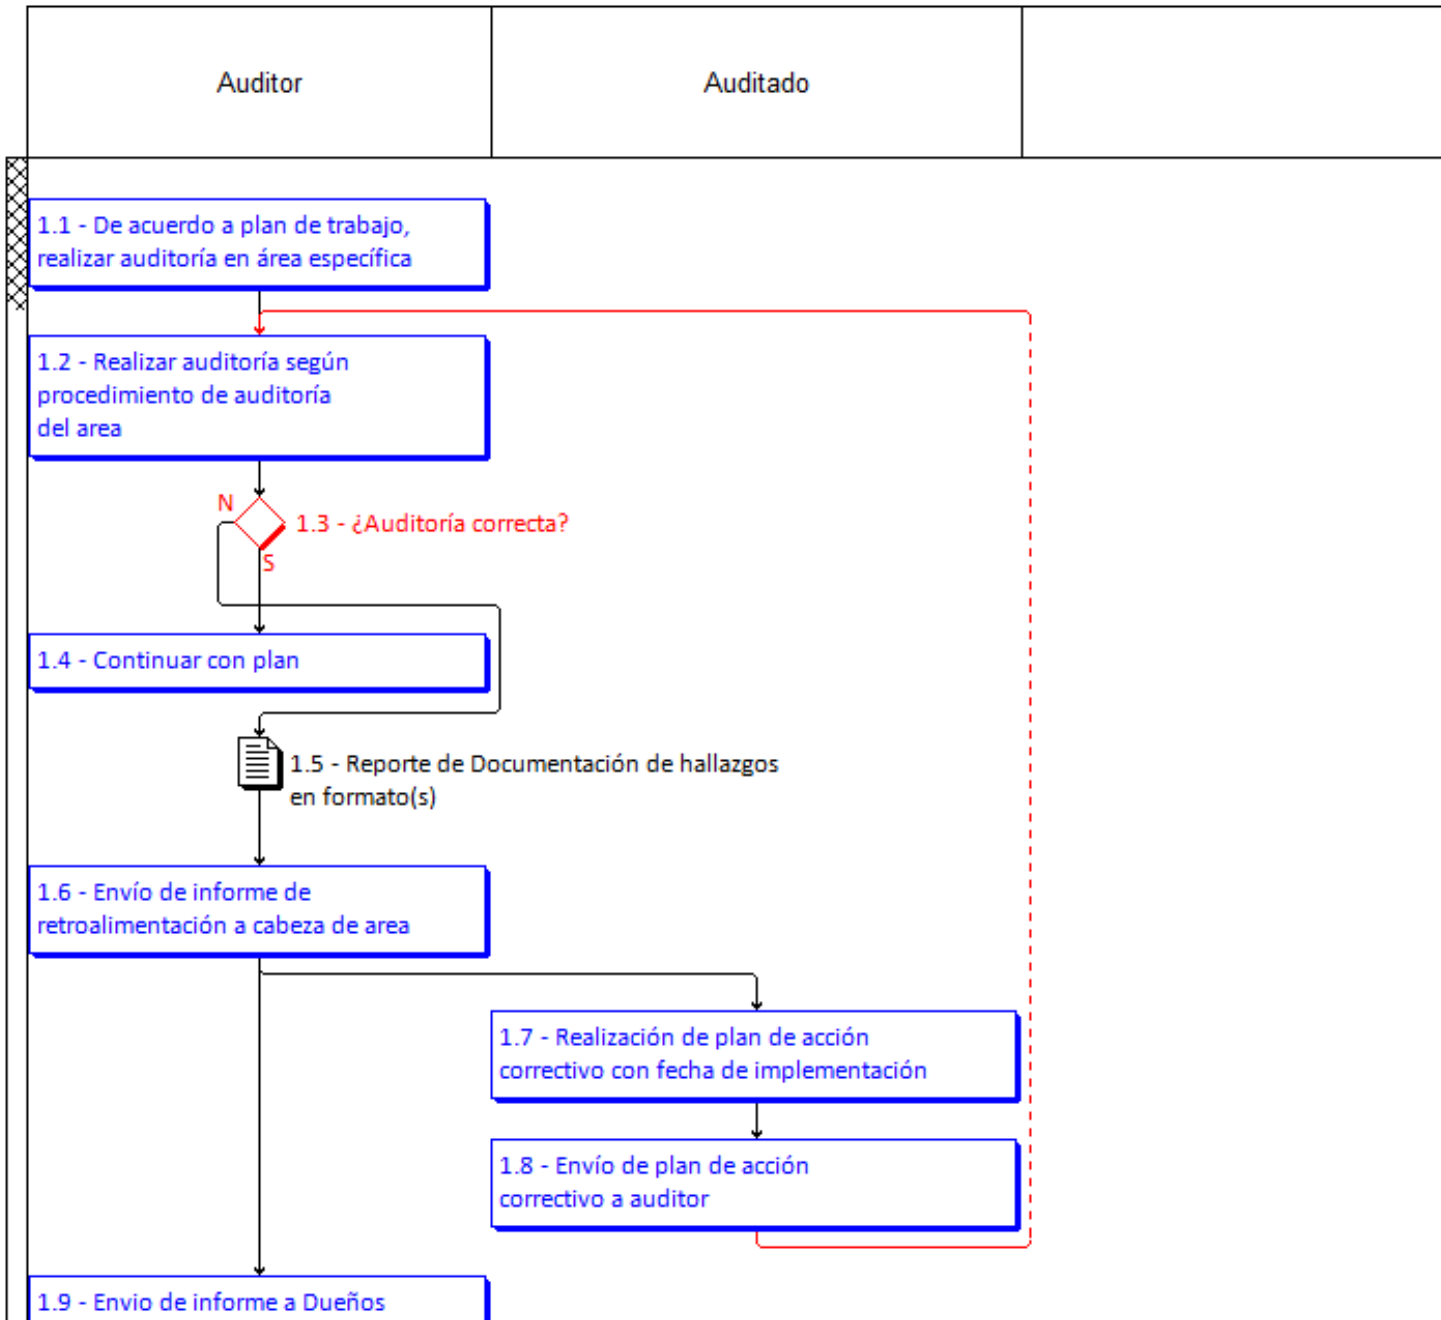 Auditor
Auditado
1.1 - De acuerdo a plan de trabajo,
realizar auditoría en área específica
1.2 - Realizar auditoría según
procedimiento de auditoría
del area
N
1.3 - ¿Auditoría correcta?
S
1.4 - Continuar con plan
1.5 - Reporte de Documentación de hallazgos
en formato(s)
1.6 - Envío de informe de
retroalimentación a cabeza de area
1.7 - Realización de plan de acción
correctivo con fecha de implementación
1.8 - Envío de plan de acción
correctivo a auditor
1.9 - Envio de informe a Dueños